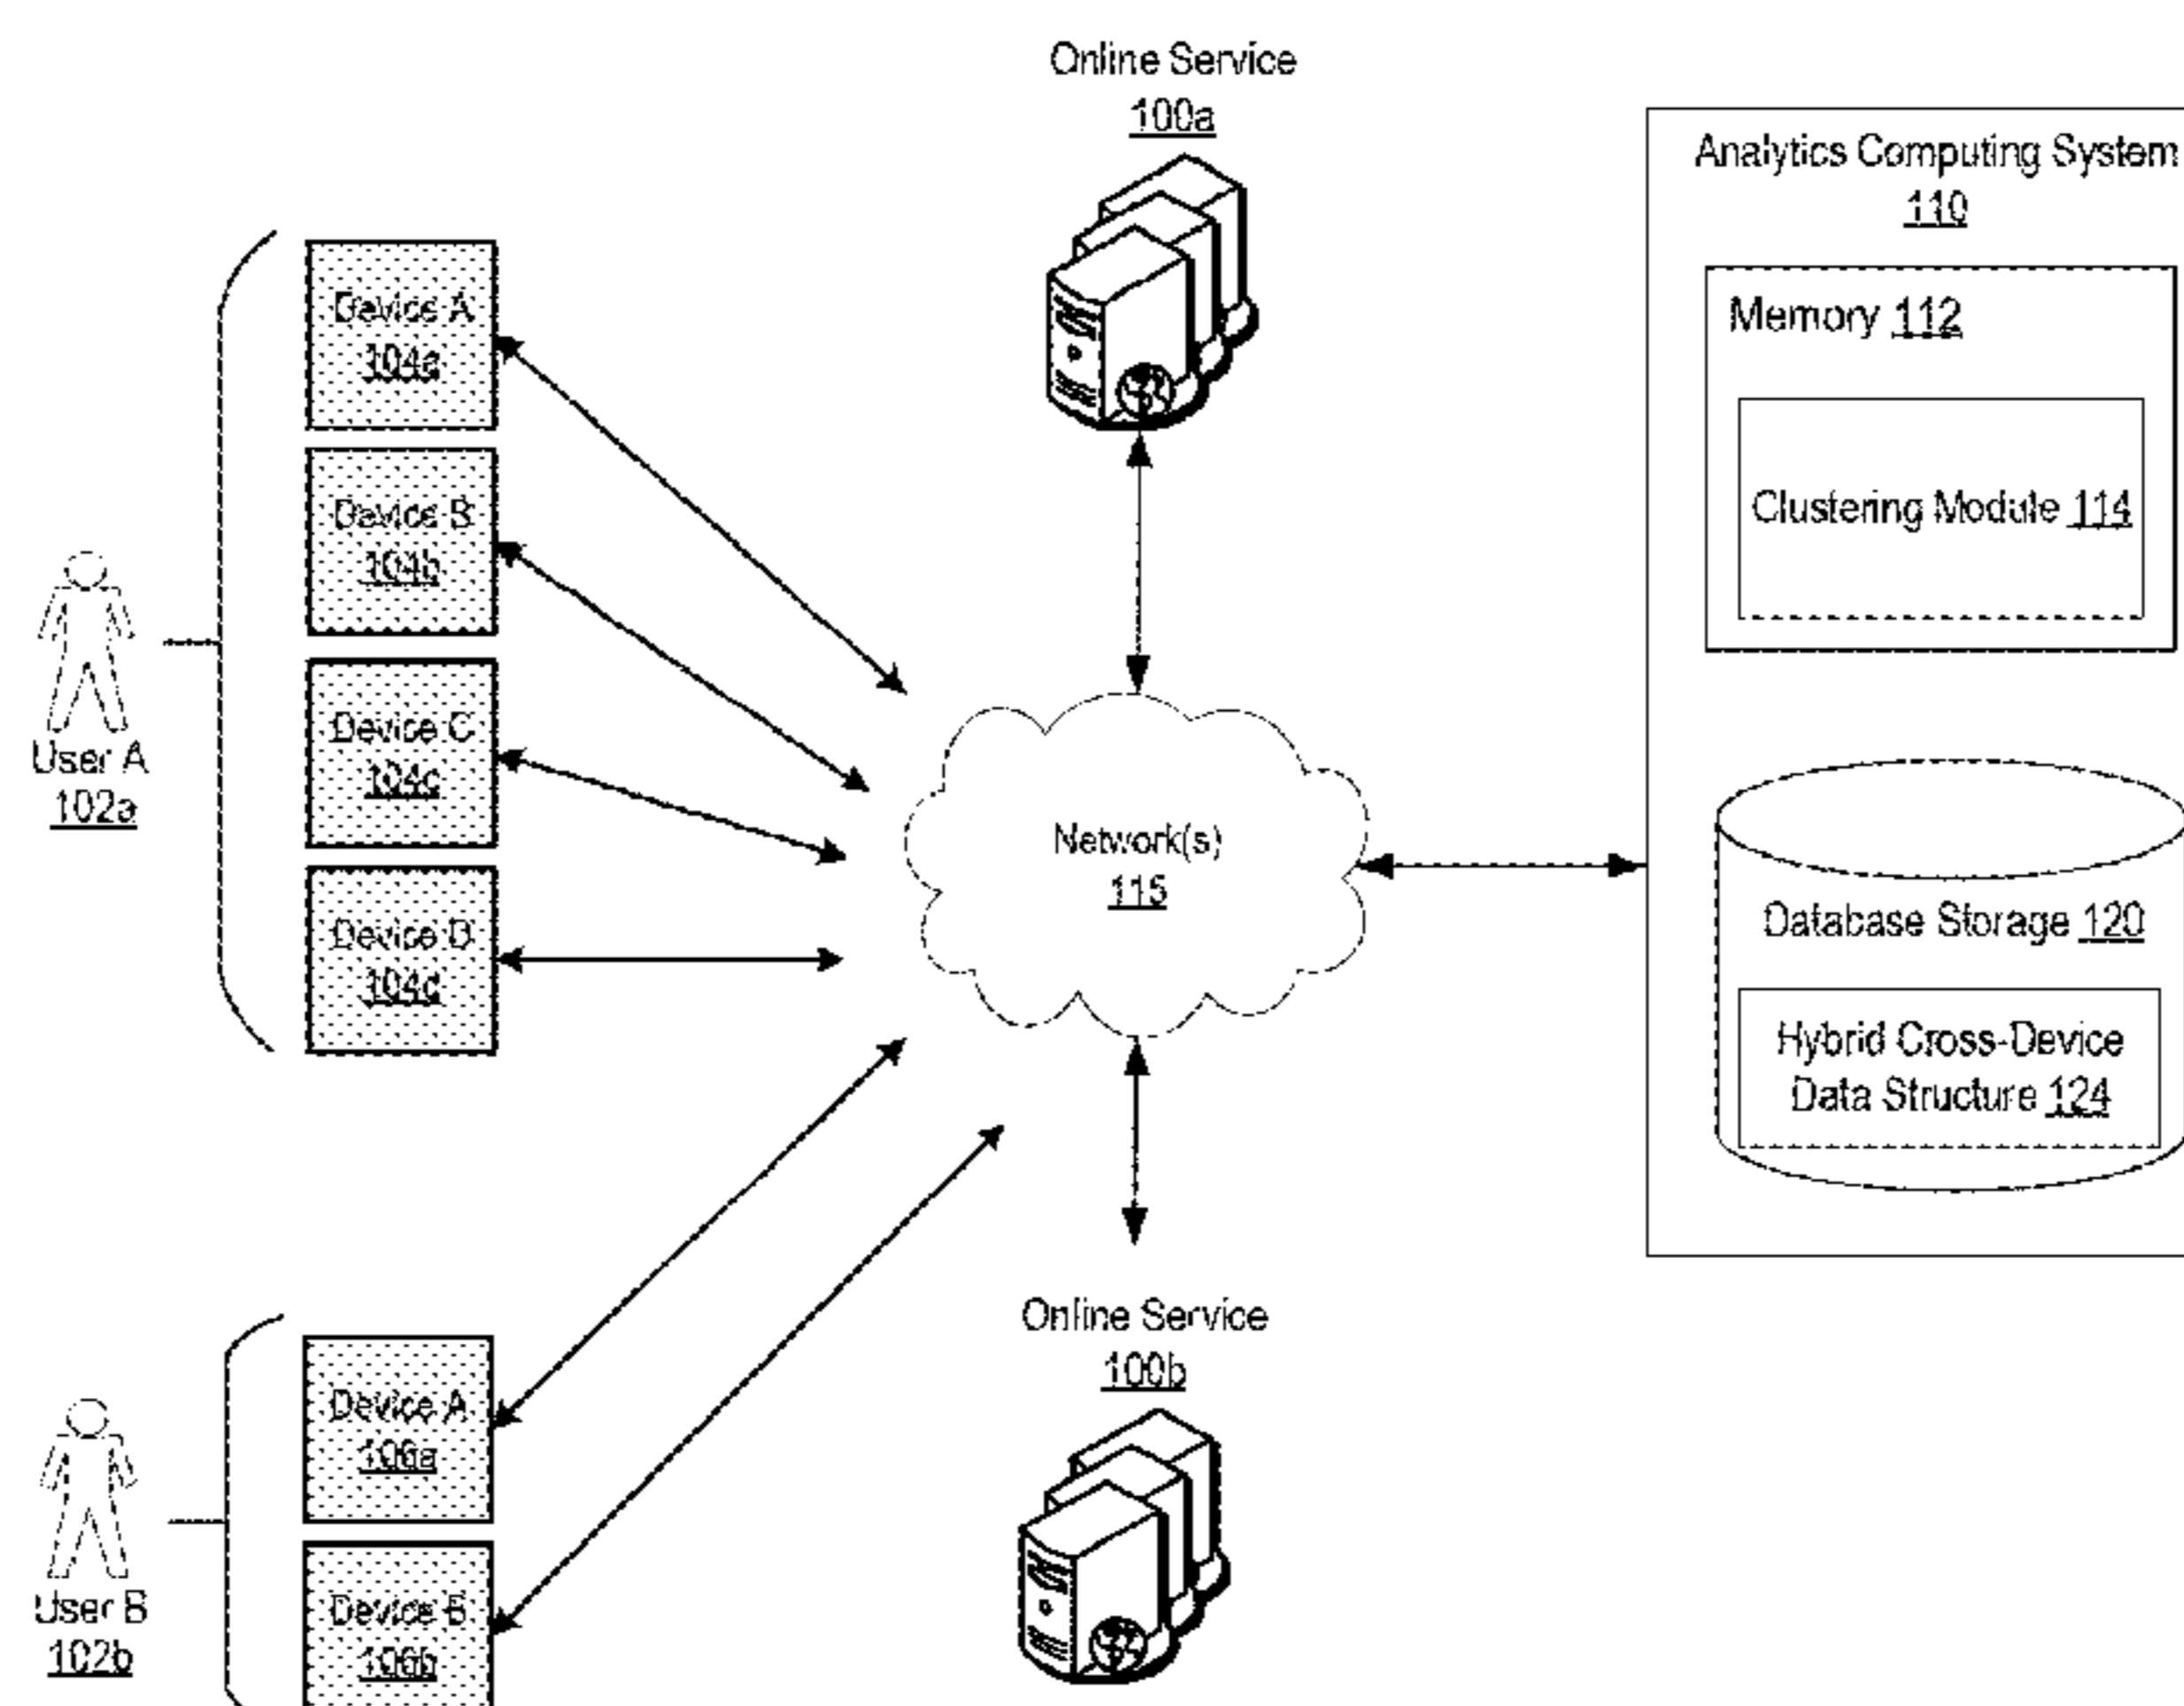 Online Service
100a
Analytics Computing System
110
Memory 112
Clustering Module 114
Device A
104a
Device B
104b
Device C
104c
Device D
User A
102a
Network(s)
115
Database Storage 120
Hybrid Cross-Device
Data Structure 124
Online Service
100b
Device A
106a
Device B
106b
User B
102b